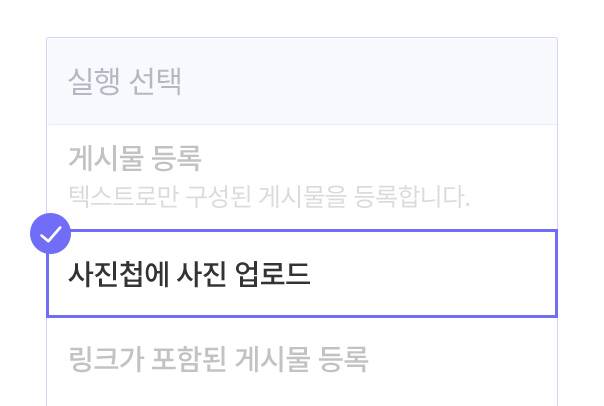 실행 선택
게시물 등록
텍스트로만 구성된 게시물을 등록합니다.
사진첩에 사진 업로드
링크가 포함된 게시물 등록